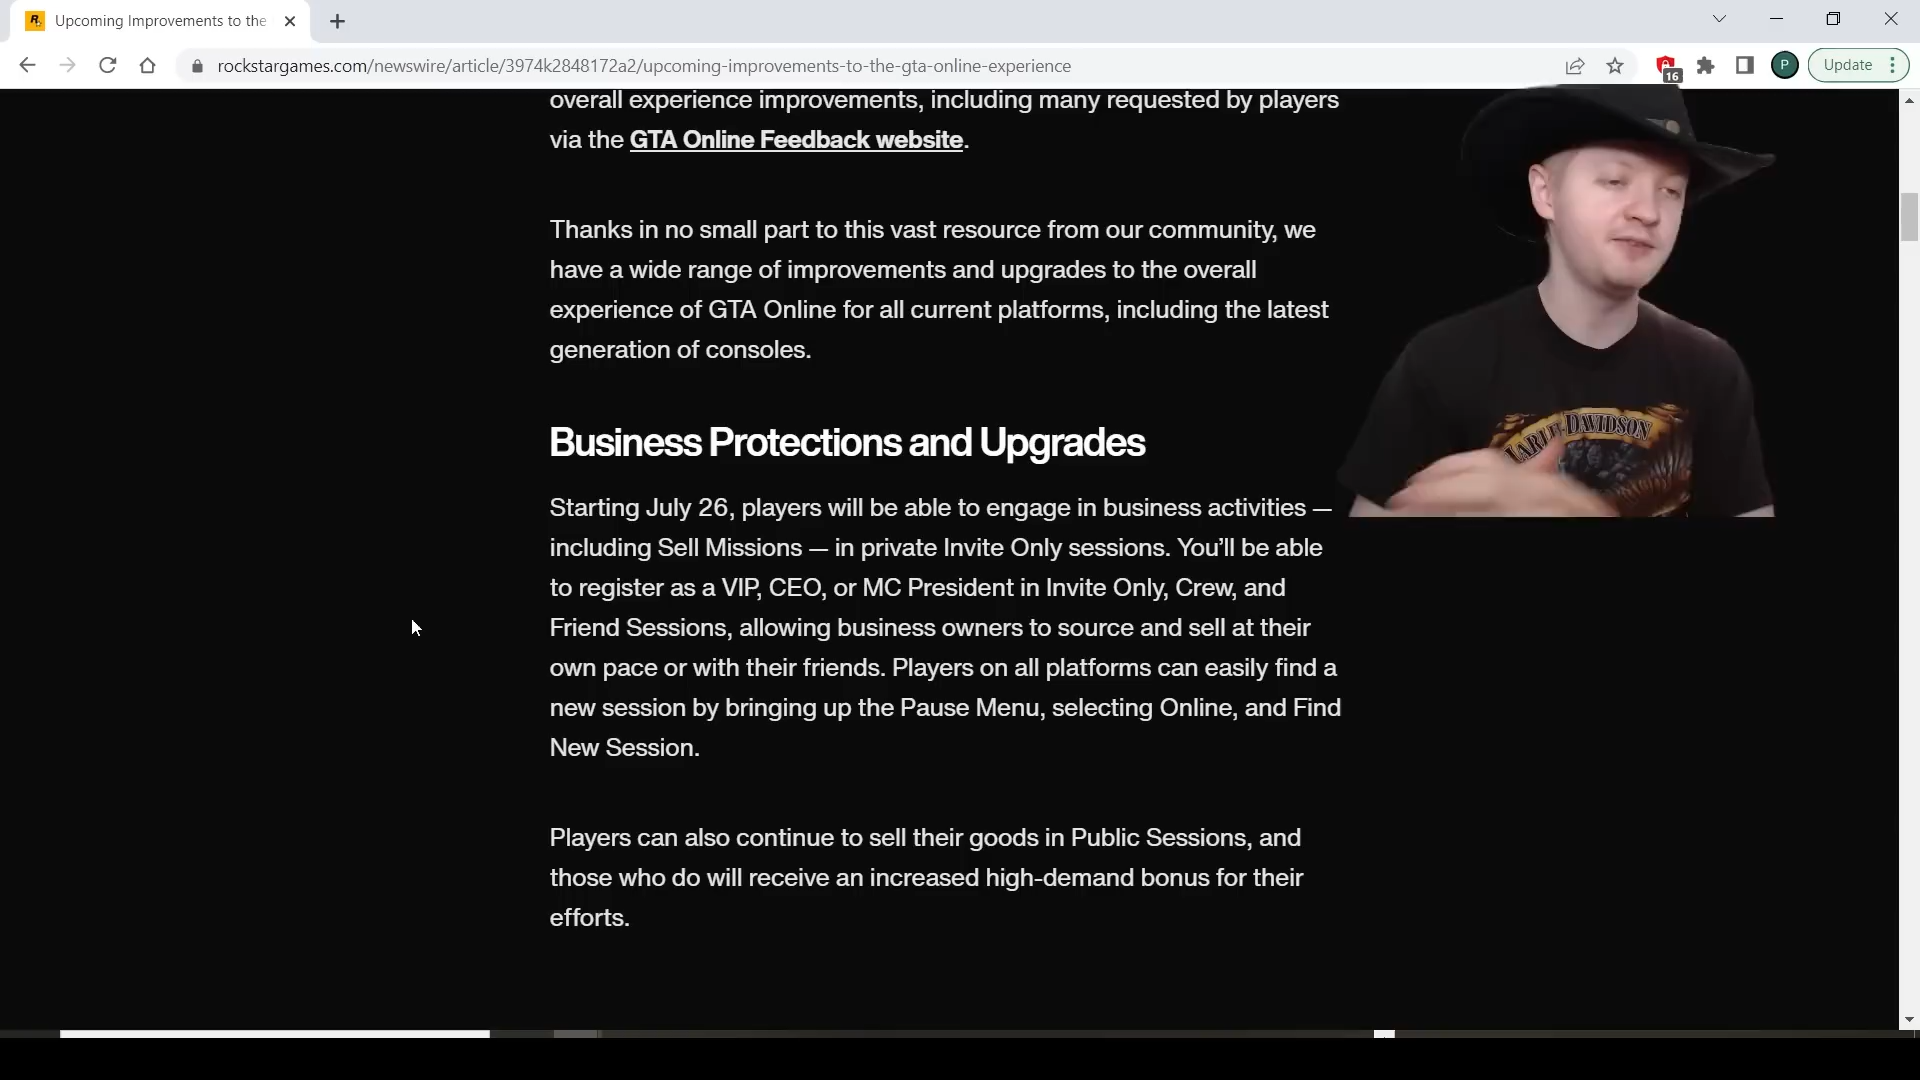 Upcoming Improvements to the
rockstargames.com/newswire/article/3974k2848172a2/upcoming-improvements-to-the-gta-online-experience
16
P
Update
overall experience improvements, including many requested by players
via the GTA Online Feedback website.
Thanks in no small part to this vast resource from our community, we
have a wide range of improvements and upgrades to the overall
experience of GTA Online for all current platforms, including the latest
generation of consoles.
Business Protections and Upgrades
Starting July 26, players will be able to engage in business activities —
including Sell Missions — in private Invite Only sessions. You’ll be able
to register as a VIP, CEO, or MC President in Invite Only, Crew, and
Friend Sessions, allowing business owners to source and sell at their
own pace or with their friends. Players on all platforms can easily find a
new session by bringing up the Pause Menu, selecting Online, and Find
New Session.
Players can also continue to sell their goods in Public Sessions, and
those who do will receive an increased high-demand bonus for their
efforts.
HARLEY-DAVIDSON